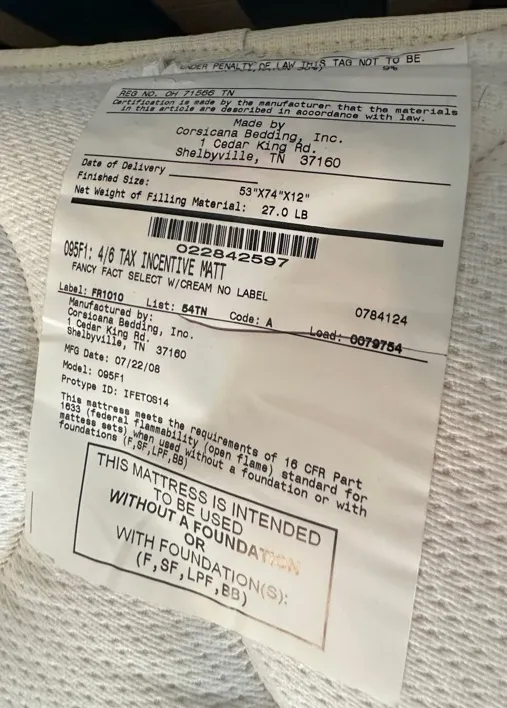 UNDER PENALTY OF LAW THIS TAG NOT TO BE
REG NO. OH 71566 TN
Certification is made by the manufacturer that the materials
in this article are described in accordance with law.
Made by
Corsicana Bedding, Inc.
1 Cedar King Rd.
Shelbyville, TN 37160
Date of Delivery
Finished Size: 53"X74"X12"
Net Weight of Filling Material: 27.0 LB
022842597
095F1: 4/6 TAX INCENTIVE MATT
FANCY FACT SELECT W/CREAM NO LABEL
0784124
Label: FR1010 List: 54TN Code: A Load: 0079754
Manufactured by:
Corsicana Bedding, Inc.
1 Cedar King Rd.
Shelbyville, TN 37160
MFG Date: 07/22/08
Model: 095F1
Protype ID: IFETOS14
This mattress meets the requirements of 16 CFR Part
1633 (federal flammability (open flame) standard for
mattess sets) when used without a foundation or with
foundations (F,SF,LPF,BB)
THIS MATTRESS IS INTENDED
TO BE USED
WITHOUT A FOUNDATION
OR
WITH FOUNDATION(S):
(F,SF,LPF,BB)